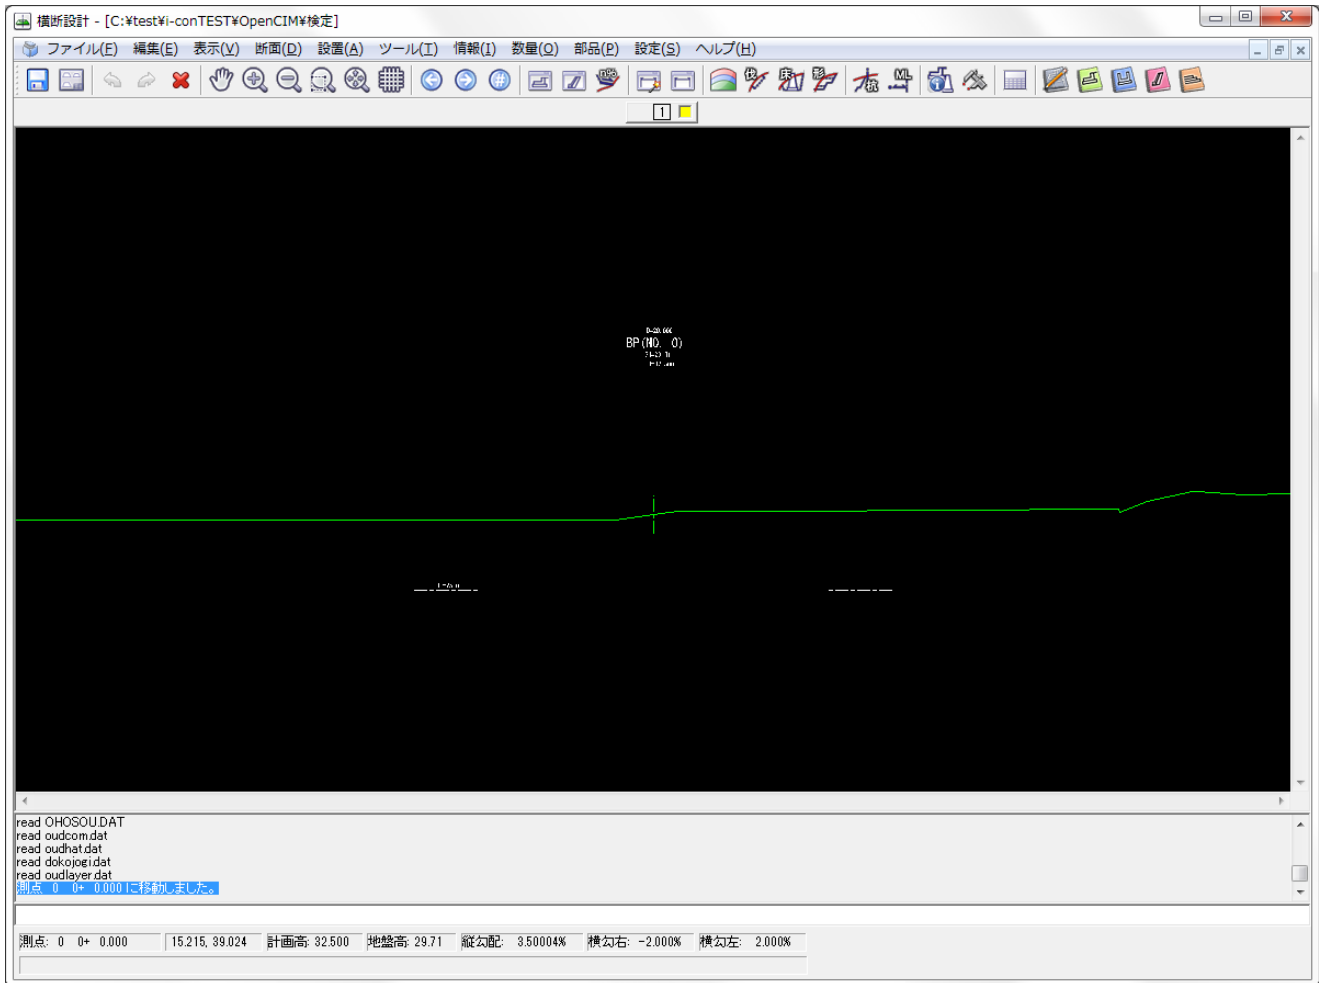 横断設計 - [C:¥test¥i-conTEST¥OpenCIM¥検定]
ファイル(F) 編集(E) 表示(V) 断面(D) 設置(A) ツール(T) 情報(I) 数量(Q) 部品(P) 設定(S) ヘルプ(H)
1
BP(NO. 0)
read OHOSOU.DAT
read oudcom.dat
read oudhat.dat
read dokojogi.dat
read oudlayer.dat
測点 0 0+ 0.000 に移動しました。
測点: 0 0+ 0.000 15.215, 39.024 計画高: 32.500 地盤高: 29.71 縦勾配: 3.50004% 横勾右: -2.000% 横勾左: 2.000%